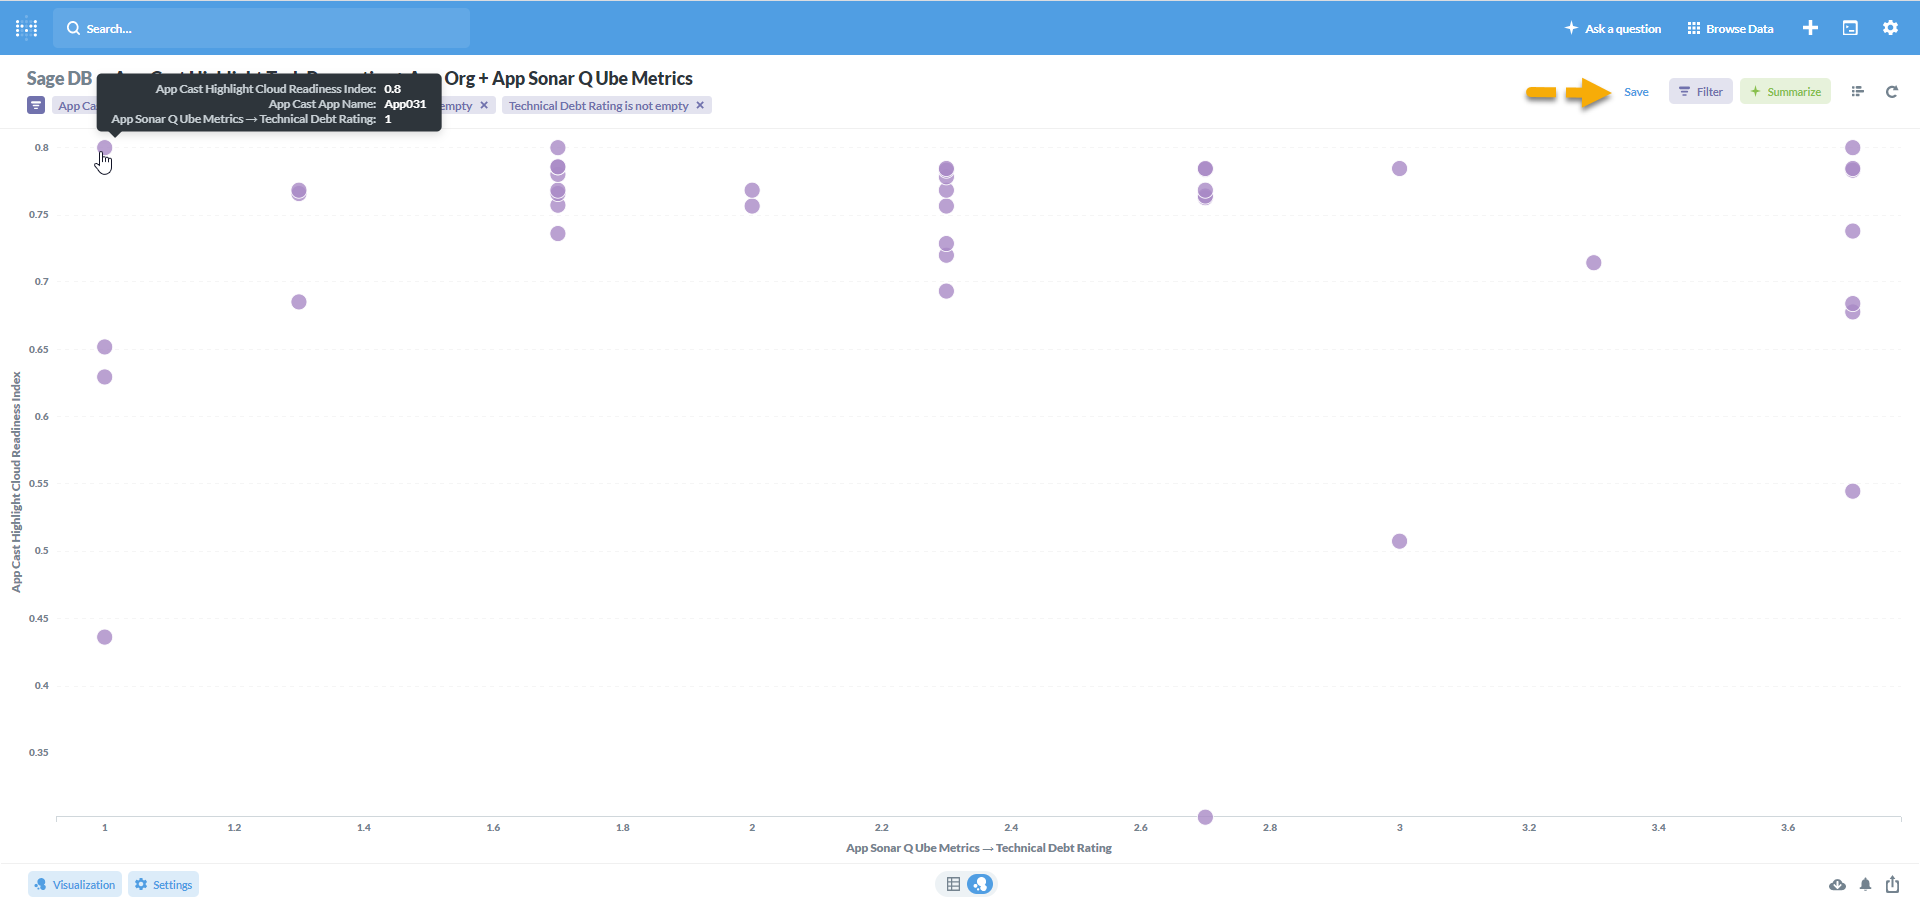 Search...
Ask a question
Browse Data
Sage DB
Org + App Sonar Q Ube Metrics
App Ca
empty ×
Technical Debt Rating is not empty ×
App Cast Highlight Cloud Readiness Index: 0.8
App Cast App Name: App031
App Sonar Q Ube Metrics → Technical Debt Rating: 1
Save
Filter
Summarize
0.8
0.75
0.7
0.65
0.6
0.55
0.5
0.45
0.4
0.35
App Cast Highlight Cloud Readiness Index
1
1.2
1.4
1.6
1.8
2
2.2
2.4
2.6
2.8
3
3.2
3.4
3.6
App Sonar Q Ube Metrics → Technical Debt Rating
Visualization
Settings